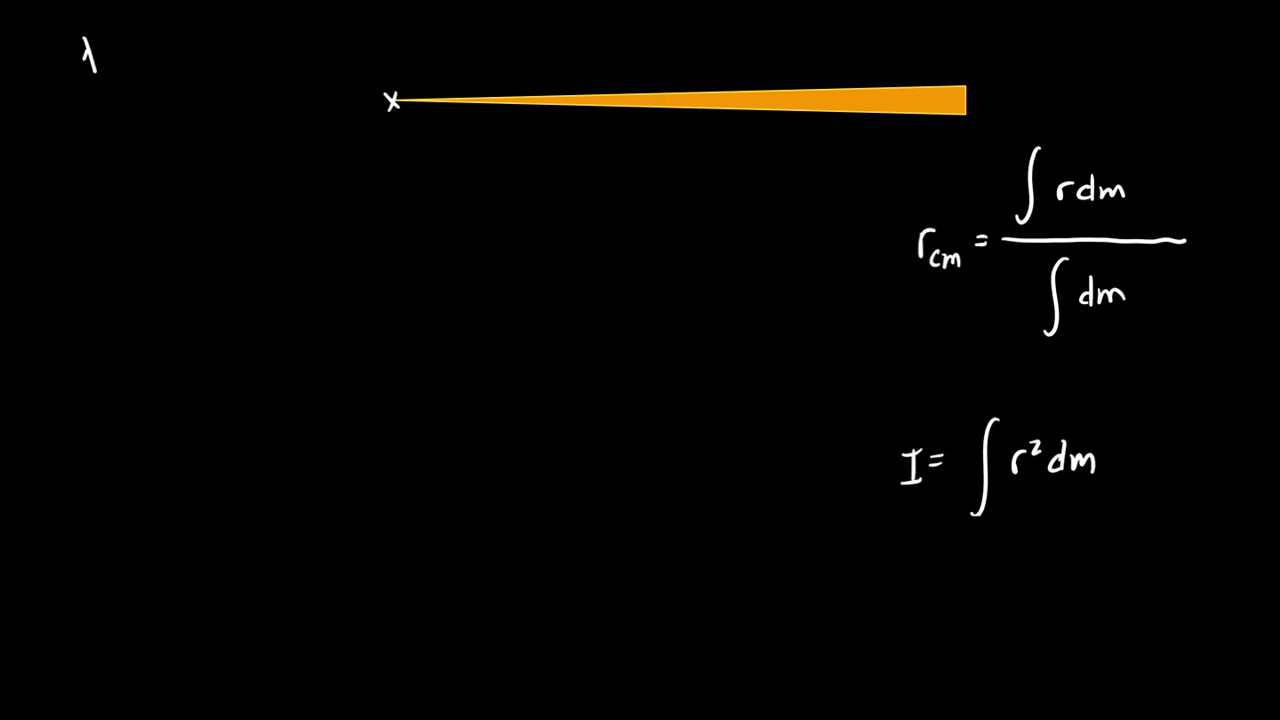 λ
x
r_cm = ∫ r dm / ∫ dm
I = ∫ r² dm